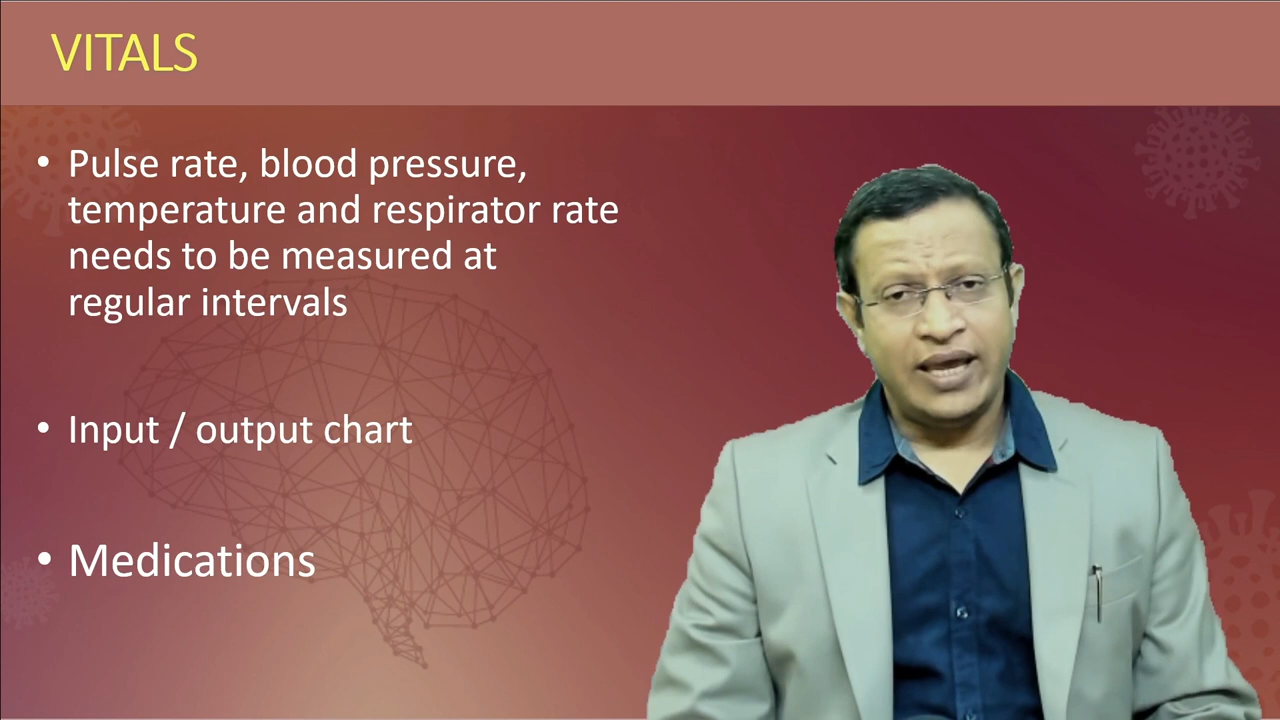 VITALS
• Pulse rate, blood pressure,
temperature and respirator rate
needs to be measured at
regular intervals
• Input / output chart
• Medications